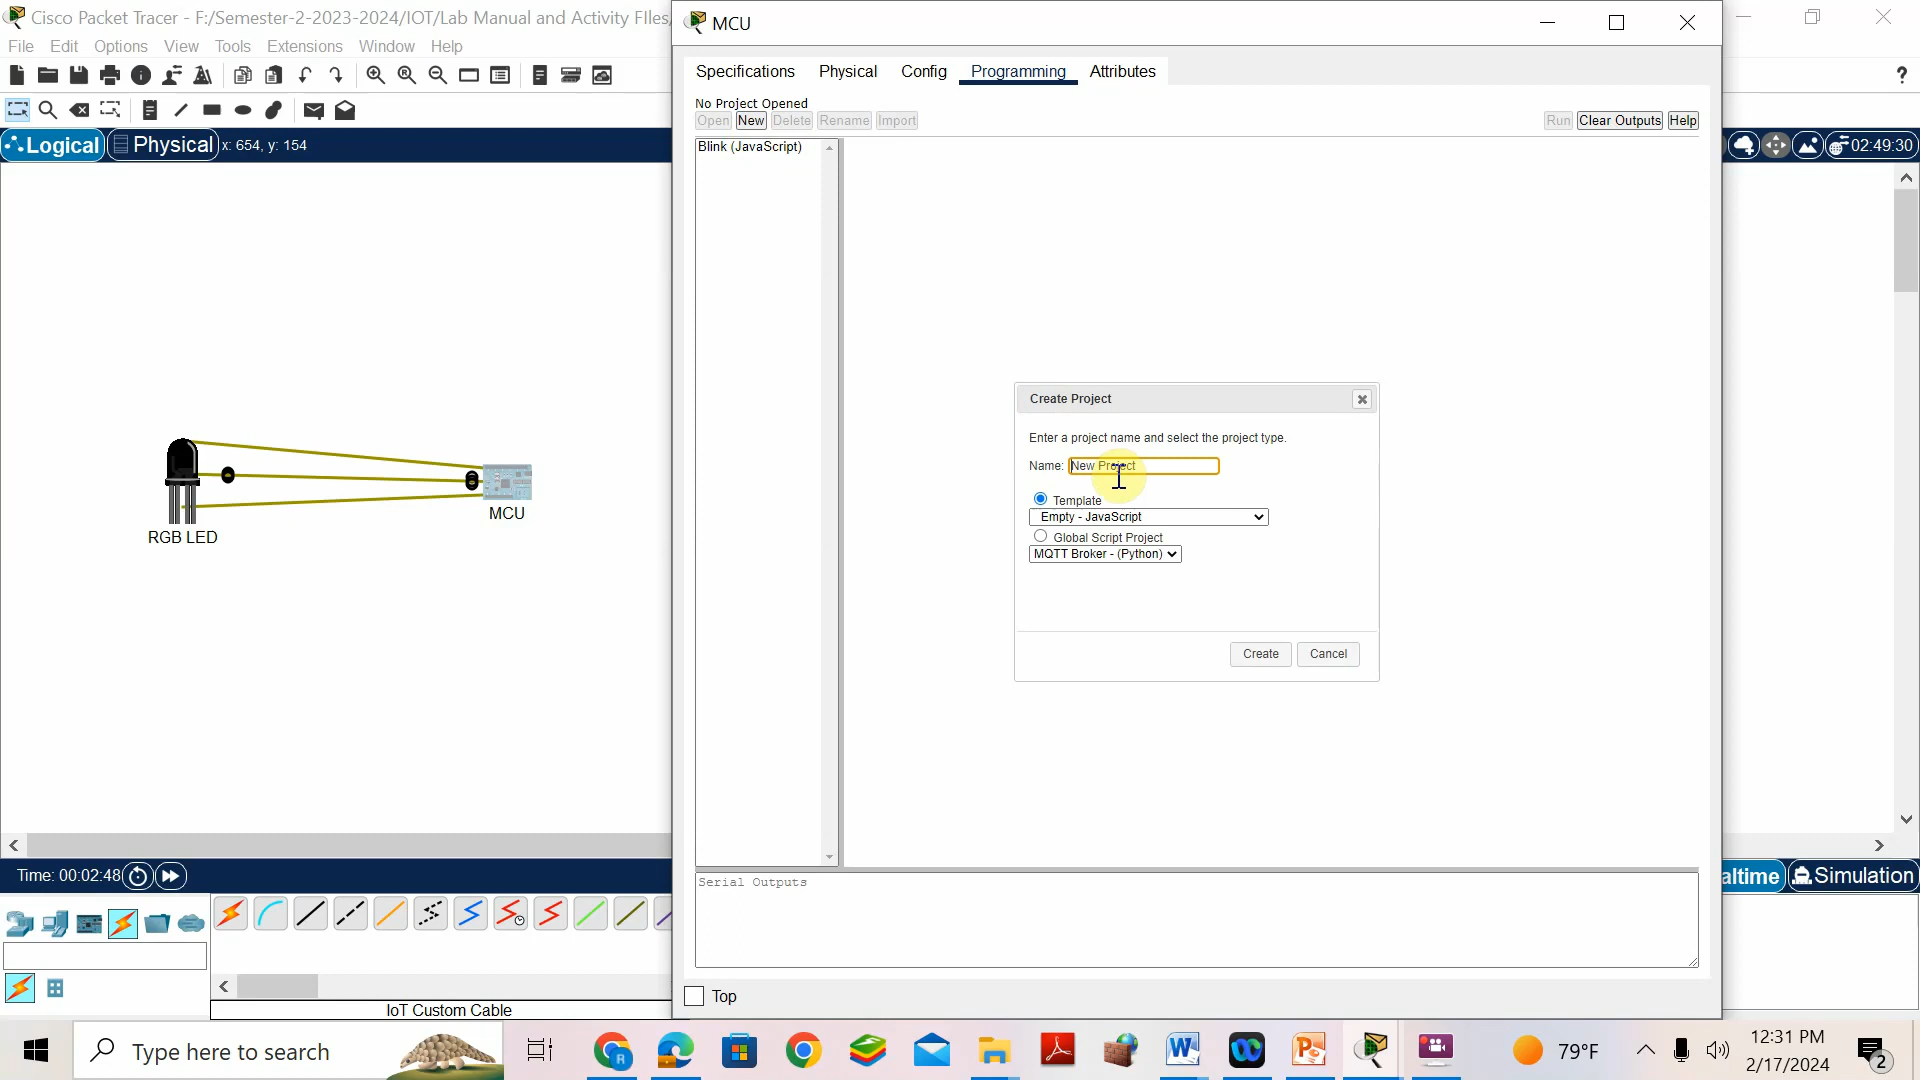 Cisco Packet Tracer - F:/Semester-2-2023-2024/IOT/Lab Manual and Activity FIles/
File Edit Options View Tools Extensions Window Help
Logical Physical x: 654, y: 154
RGB LED
MCU
Time: 00:02:48
IoT Custom Cable
MCU
Specifications Physical Config Programming Attributes
No Project Opened
Open New Delete Rename Import Run Clear Outputs Help
Blink (JavaScript)
Create Project
Enter a project name and select the project type.
Name: New Project
Template
Empty - JavaScript
Global Script Project
MQTT Broker - (Python)
Create Cancel
Serial Outputs
Top
?
02:49:30
altime Simulation
Type here to search
79°F
12:31 PM
2/17/2024
2